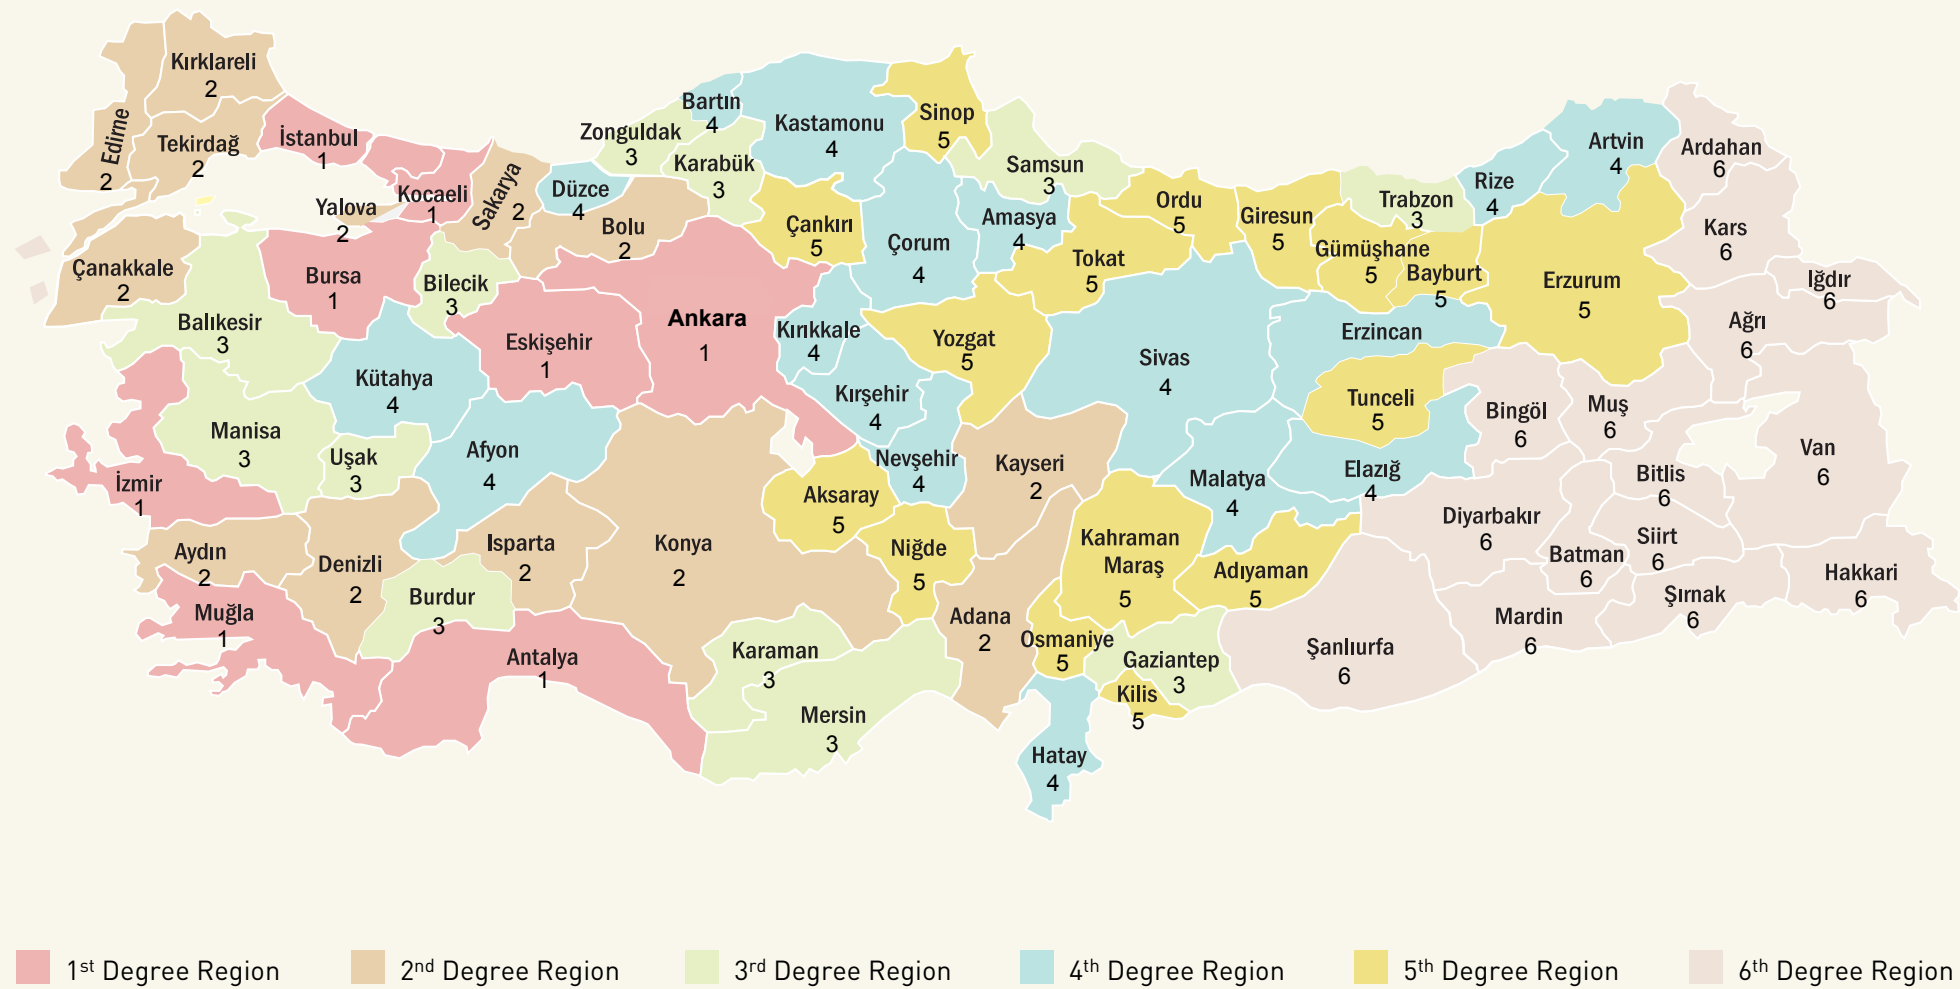 Kırklareli
2
Edirne
2
Tekirdağ
2
İstanbul
1
Kocaeli
1
Yalova
2
Sakarya
2
Düzce
4
Bolu
2
Zonguldak
3
Bartın
4
Karabük
3
Kastamonu
4
Sinop
5
Samsun
3
Çankırı
5
Çorum
4
Amasya
4
Tokat
5
Ordu
5
Giresun
5
Gümüşhane
5
Trabzon
3
Bayburt
5
Rize
4
Artvin
4
Ardahan
6
Kars
6
Iğdır
6
Ağrı
6
Erzurum
5
Erzincan
Çanakkale
2
Balıkesir
3
Bursa
1
Bilecik
3
Eskişehir
1
Ankara
1
Kırıkkale
4
Kırşehir
4
Yozgat
5
Sivas
4
Tunceli
5
Bingöl
6
Muş
6
Bitlis
6
Van
6
Kütahya
4
Manisa
3
Uşak
3
Afyon
4
İzmir
1
Aydın
2
Denizli
2
Muğla
1
Burdur
3
Isparta
2
Antalya
1
Konya
2
Aksaray
5
Nevşehir
4
Kayseri
2
Niğde
5
Karaman
3
Mersin
3
Adana
2
Osmaniye
5
Kahraman
Maraş
5
Malatya
4
Elazığ
4
Adıyaman
5
Gaziantep
3
Kilis
5
Hatay
4
Şanlıurfa
6
Diyarbakır
6
Mardin
6
Batman
6
Siirt
6
Şırnak
6
Hakkari
6
1st Degree Region
2nd Degree Region
3rd Degree Region
4th Degree Region
5th Degree Region
6th Degree Region